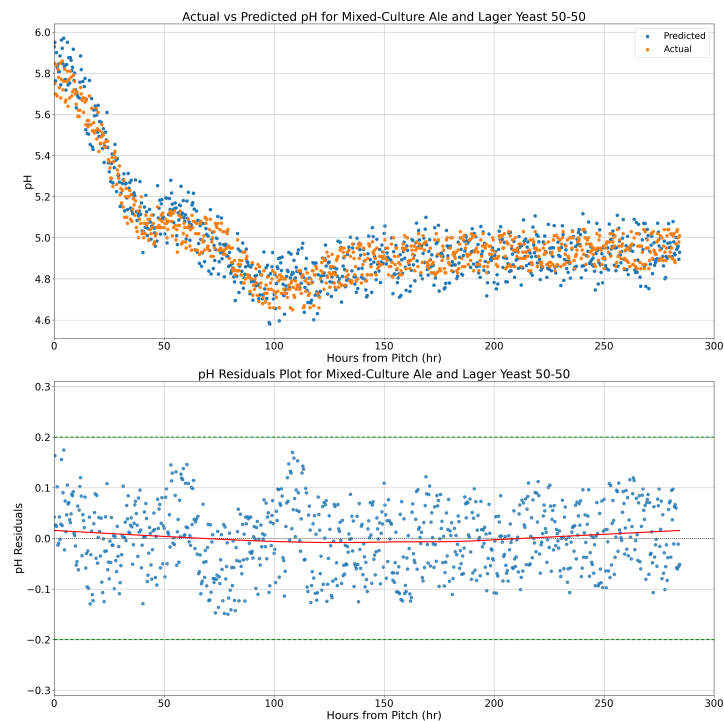 Actual vs Predicted pH for Mixed-Culture Ale and Lager Yeast 50-50
Predicted
Actual
pH
6.0
5.8
5.6
5.4
5.2
5.0
4.8
4.6
0 50 100 150 200 250 300
Hours from Pitch (hr)
pH Residuals Plot for Mixed-Culture Ale and Lager Yeast 50-50
pH Residuals
0.3
0.2
0.1
0.0
−0.1
−0.2
−0.3
0 50 100 150 200 250 300
Hours from Pitch (hr)